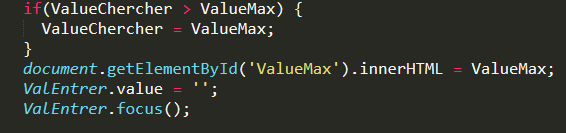 if(ValueChercher > ValueMax) {
ValueChercher = ValueMax;
}
document.getElementById('ValueMax').innerHTML = ValueMax;
ValEntrer.value = '';
ValEntrer.focus();